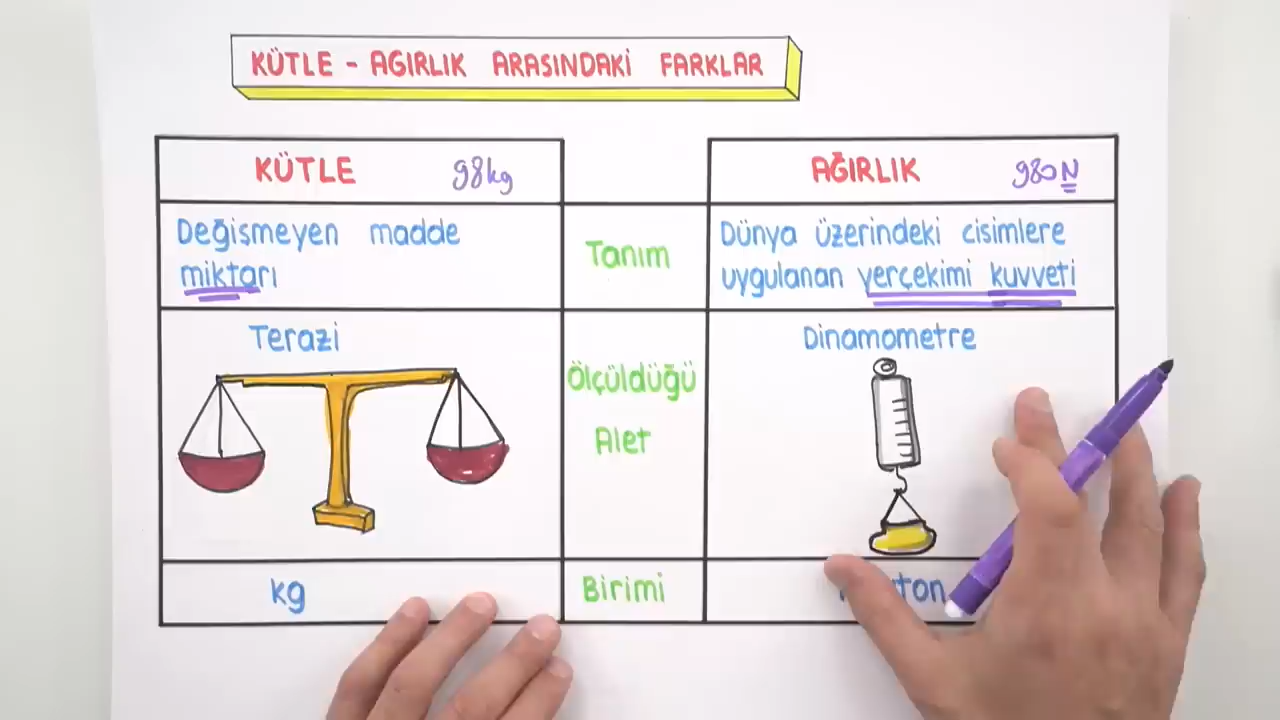 KÜTLE - AGIRLIK ARASINDAKİ FARKLAR
KÜTLE 98kg
AĞIRLIK 980N
Değişmeyen madde
miktarı
Tanım
Dünya üzerindeki cisimlere
uygulanan yerçekimi kuvveti
Terazi
Ölçüldüğü
Alet
Dinamometre
kg
Birimi